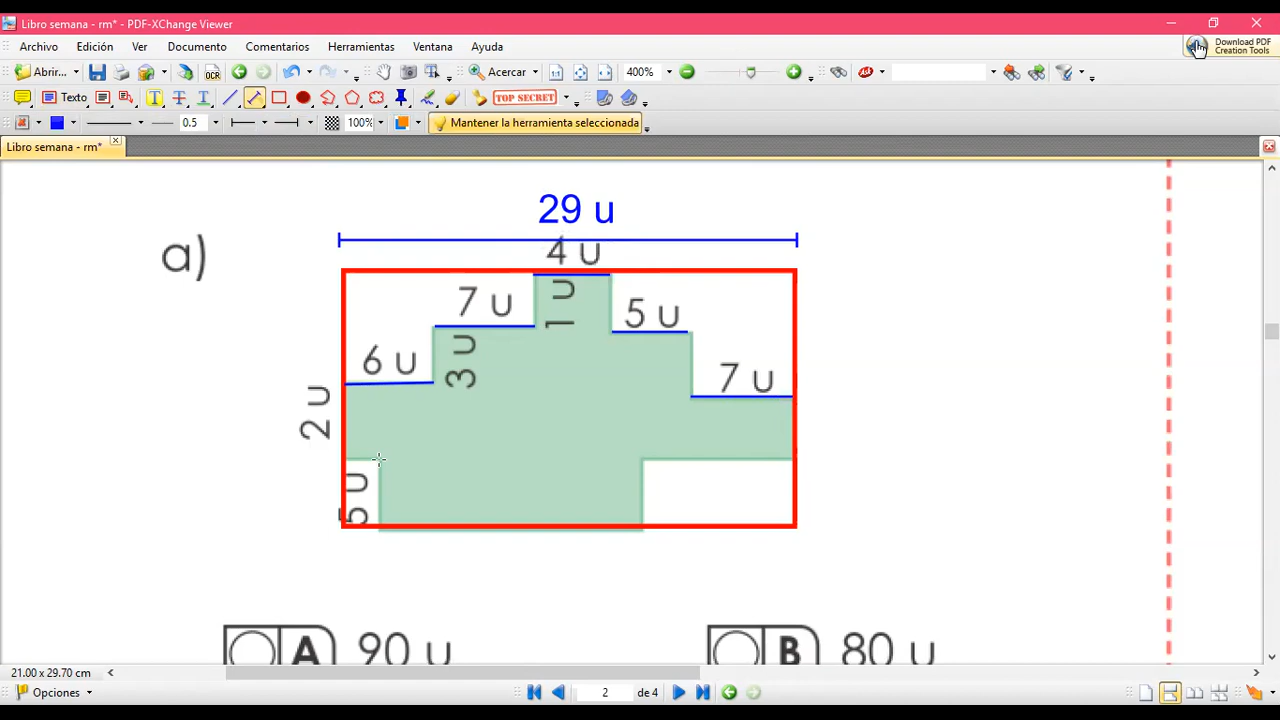 Libro semana - rm* - PDF-XChange Viewer
Archivo Edición Ver Documento Comentarios Herramientas Ventana Ayuda
Download PDF
Creation Tools
Abrir... OCR Acercar 400%
Texto TOP SECRET
0.5 100% Mantener la herramienta seleccionada
Libro semana - rm*
29 u
a)
4 u
7 u
1 u
5 u
6 u
3 u
7 u
2 u
5 u
A 90 u
B 80 u
21.00 x 29.70 cm
Opciones
2 de 4